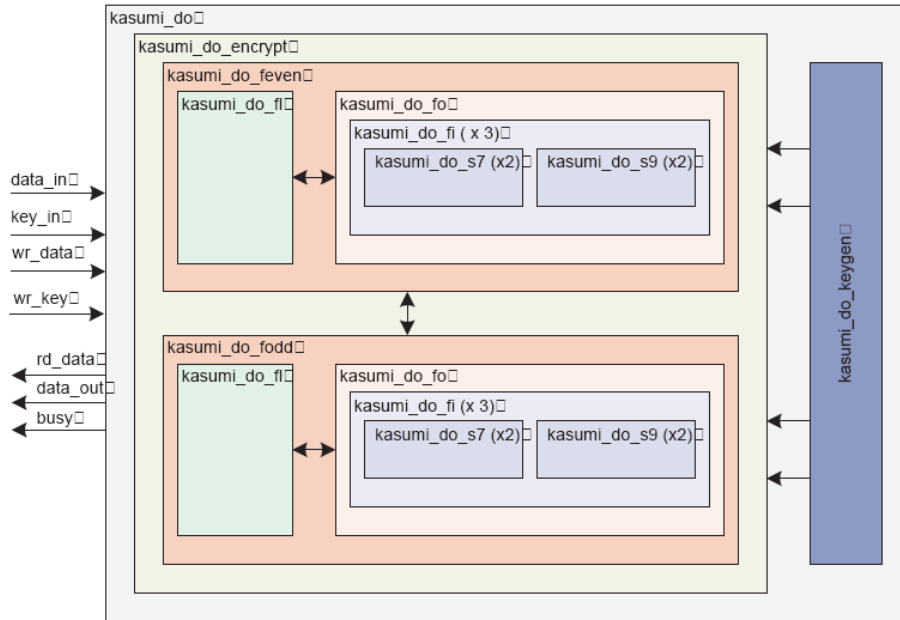 kasumi_do
kasumi_do_encrypt
kasumi_do_feven
kasumi_do_fl
kasumi_do_fo
kasumi_do_fi ( x 3)
kasumi_do_s7 (x2)
kasumi_do_s9 (x2)
data_in
key_in
wr_data
wr_key
rd_data
data_out
busy
kasumi_do_fodd
kasumi_do_fl
kasumi_do_fo
kasumi_do_fi (x 3)
kasumi_do_s7 (x2)
kasumi_do_s9 (x2)
kasumi_do_keygen